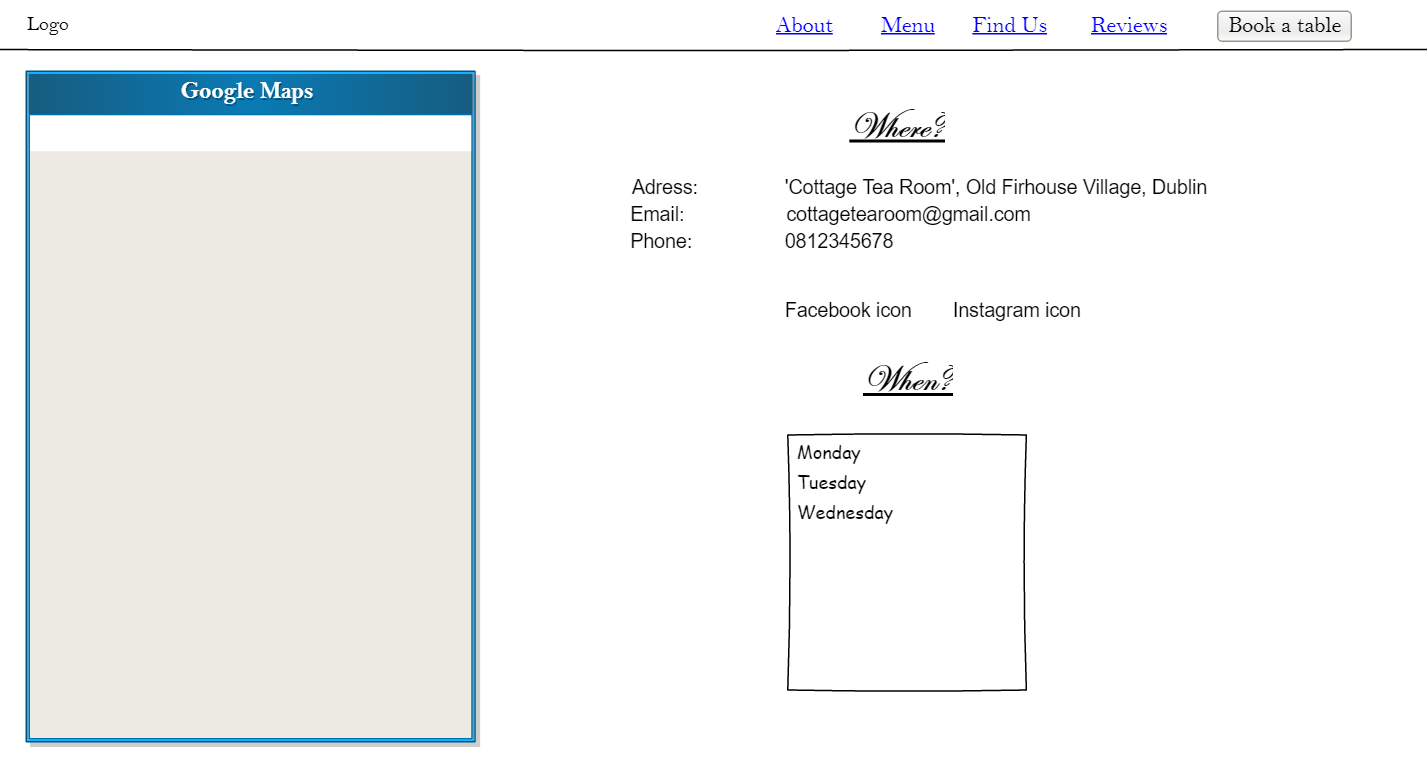 Logo About Menu Find Us Reviews Book a table
Google Maps
Where?
Adress: 'Cottage Tea Room', Old Firhouse Village, Dublin
Email: cottagetearoom@gmail.com
Phone: 0812345678
Facebook icon Instagram icon
When?
Monday
Tuesday
Wednesday